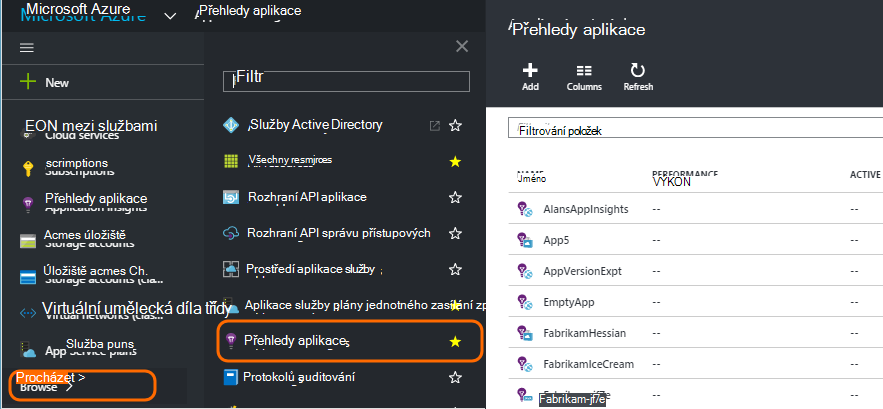 Microsoft Azure
Přehledy aplikace
New
EON mezi službami
Cloud services
scrimptions
Subscriptions
Přehledy aplikace
Application Insights
Acmes úložiště
Storage accounts
Úložiště acmes Ch.
Storage accounts (cla...
Virtuální umělecká díla třídy
Virtual networks (clas...
Služba puns
App Service plans
Procházet >
Browse >
Filtr
Služby Active Directory
Všechny resmjrces
Rozhraní API aplikace
Rozhraní API správu přístupových
Prostředí aplikace služby
Aplikace služby plány jednotného zasílání zp
Přehledy aplikace
Protokolů auditování
Přehledy aplikace
Add
Columns
Refresh
Filtrování položek
NAME
PERFORMANCE
ACTIVE
Jméno
VÝKON
AlansAppInsights -- --
App5 -- --
AppVersionExpt -- --
EmptyApp -- --
FabrikamHessian -- --
FabrikamIceCream -- --
Fabrikam-jf7e -- --